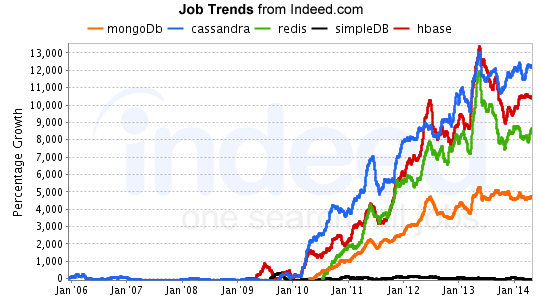 Job Trends from Indeed.com
mongoDb cassandra redis simpleDB hbase
Percentage Growth
13,000
12,000
11,000
10,000
9,000
8,000
7,000
6,000
5,000
4,000
3,000
2,000
1,000
0
indeed
one search. all jobs.
Jan '06 Jan '07 Jan '08 Jan '09 Jan '10 Jan '11 Jan '12 Jan '13 Jan '14